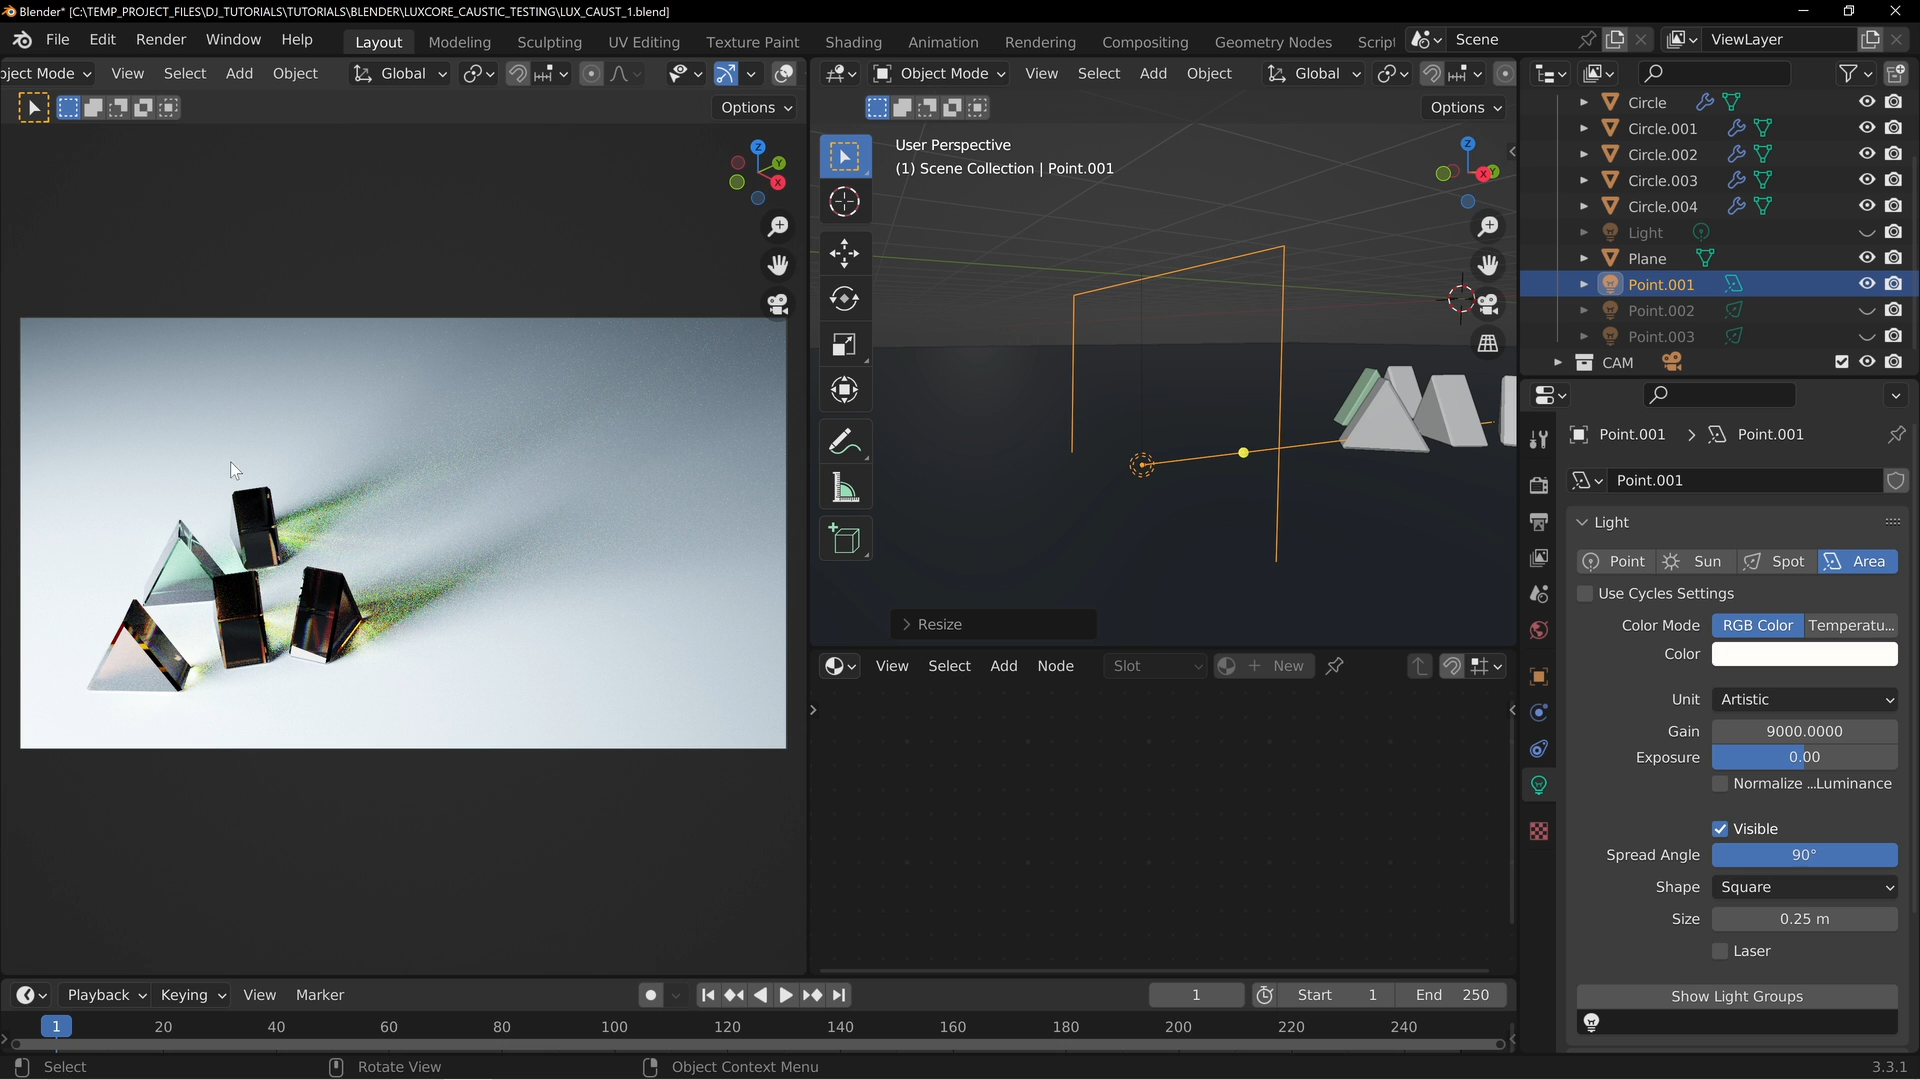 Blender* [C:\TEMP_PROJECT_FILES\DJ_TUTORIALS\TUTORIALS\BLENDER\LUXCORE_CAUSTIC_TESTING\LUX_CAUST_1.blend]
File Edit Render Window Help Layout Modeling Sculpting UV Editing Texture Paint Shading Animation Rendering Compositing Geometry Nodes Script Scene ViewLayer
ject Mode View Select Add Object Global Object Mode View Select Add Object Global
Options Options
Z
Y
X
User Perspective
(1) Scene Collection | Point.001
Z
Y
X
Resize
Circle
Circle.001
Circle.002
Circle.003
Circle.004
Light
Plane
Point.001
Point.002
Point.003
CAM
Point.001 > Point.001
Point.001
Light
Point Sun Spot Area
Use Cycles Settings
Color Mode RGB Color Temperatu...
Color
Unit Artistic
Gain 9000.0000
Exposure 0.00
Normalize ...Luminance
Visible
Spread Angle 90°
Shape Square
Size 0.25 m
Laser
Show Light Groups
View Select Add Node Slot New
Playback Keying View Marker 1 Start 1 End 250
1 20 40 60 80 100 120 140 160 180 200 220 240
Select Rotate View Object Context Menu 3.3.1